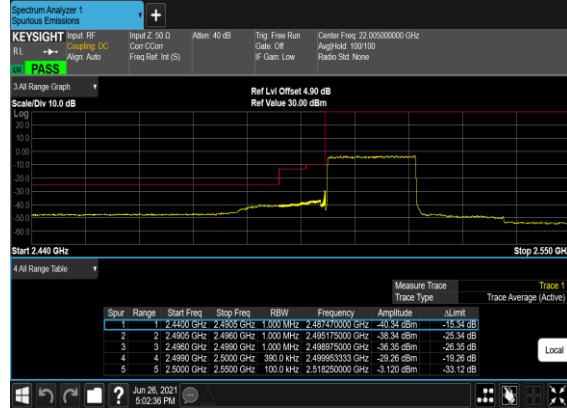 Spectrum Analyzer 1
Spurious Emissions
+
KEYSIGHT Input: RF Input Z: 50 Ω Atten: 40 dB Trig: Free Run Center Freq: 22.005000000 GHz
RL Coupling: DC Corr CCorr Gate: Off Avg|Hold: 100/100
Align: Auto Freq Ref: Int (S) IF Gain: Low Radio Std: None
PASS
3 All Range Graph
Ref Lvl Offset 4.90 dB
Scale/Div 10.0 dB Ref Value 30.00 dBm
Log
20.0
10.0
0.00
-10.0
-20.0
-30.0
-40.0
-50.0
-60.0
Start 2.440 GHz Stop 2.550 GHz
4 All Range Table
Measure Trace Trace 1
Trace Type Trace Average (Active)
Spur Range Start Freq Stop Freq RBW Frequency Amplitude ΔLimit
1 1 2.4400 GHz 2.4905 GHz 1.000 MHz 2.487470000 GHz -40.34 dBm -15.34 dB
2 2 2.4905 GHz 2.4960 GHz 1.000 MHz 2.495175000 GHz -38.34 dBm -25.34 dB
3 3 2.4960 GHz 2.4990 GHz 1.000 MHz 2.498975000 GHz -36.35 dBm -26.35 dB
4 4 2.4990 GHz 2.5000 GHz 390.0 kHz 2.499953333 GHz -29.26 dBm -19.26 dB
5 5 2.5000 GHz 2.5500 GHz 100.0 kHz 2.518250000 GHz -3.120 dBm -33.12 dB
Local
?
Jun 26, 2021
5:02:36 PM